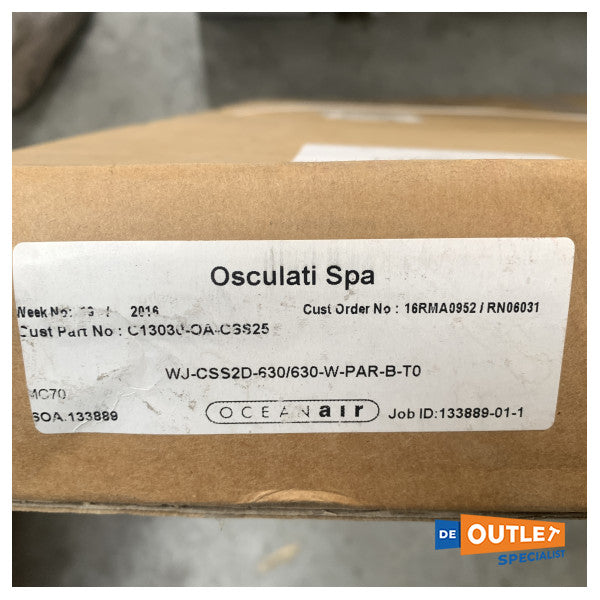 Osculati Spa
Week No: / 2016
Cust Order No : 16RMA0952 / RN06031
Cust Part No : C13030-OA-CSS25
WJ-CSS2D-630/630-W-PAR-B-T0
MC70
SOA.133889
OCEANair
Job ID:133889-01-1
DE OUTLET
SPECIALIST